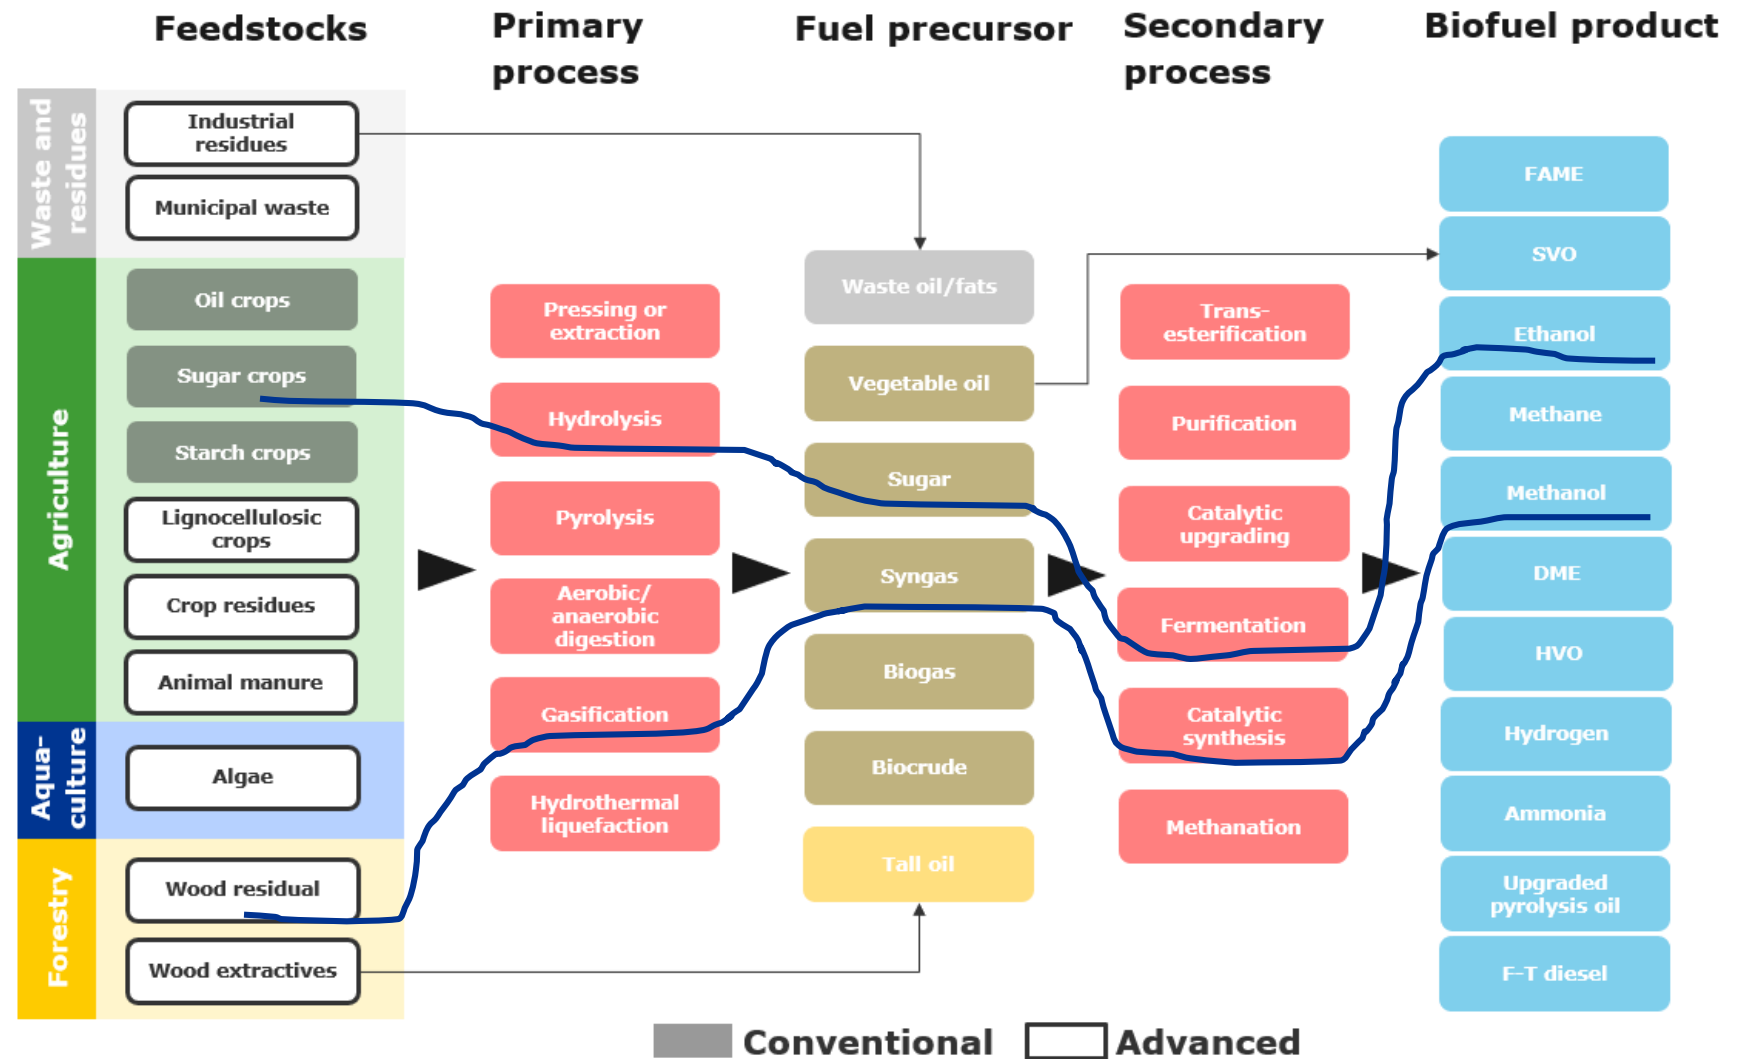 Feedstocks
Primary
process
Fuel precursor
Secondary
process
Biofuel product
Waste and
residues
Industrial
residues
Municipal waste
Agriculture
Oil crops
Sugar crops
Starch crops
Lignocellulosic
crops
Crop residues
Animal manure
Aqua-
culture
Algae
Forestry
Wood residual
Wood extractives
Pressing or
extraction
Hydrolysis
Pyrolysis
Aerobic/
anaerobic
digestion
Gasification
Hydrothermal
liquefaction
Waste oil/fats
Vegetable oil
Sugar
Syngas
Biogas
Biocrude
Tall oil
Trans-
esterification
Purification
Catalytic
upgrading
Fermentation
Catalytic
synthesis
Methanation
FAME
SVO
Ethanol
Methane
Methanol
DME
HVO
Hydrogen
Ammonia
Upgraded
pyrolysis oil
F-T diesel
Conventional
Advanced